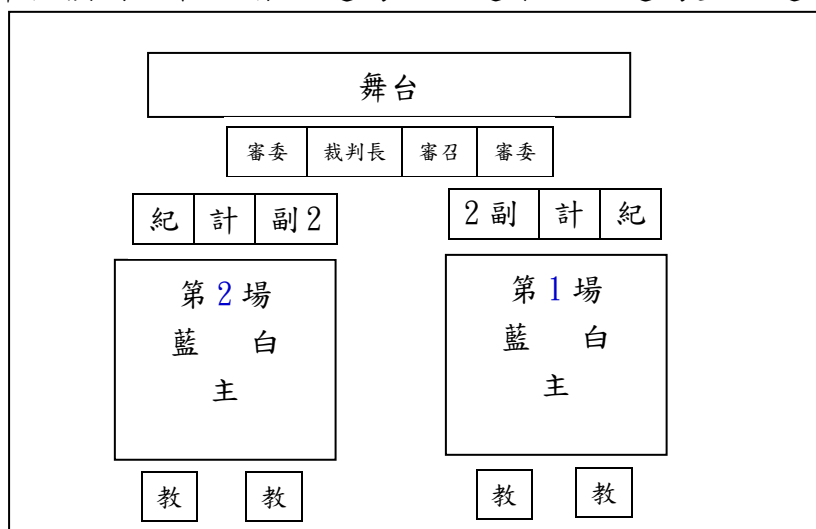 舞台
審委 裁判長 審召 審委
紀 計 副2 2副 計 紀
第2場 第1場
藍 白 藍 白
主 主
教 教 教 教